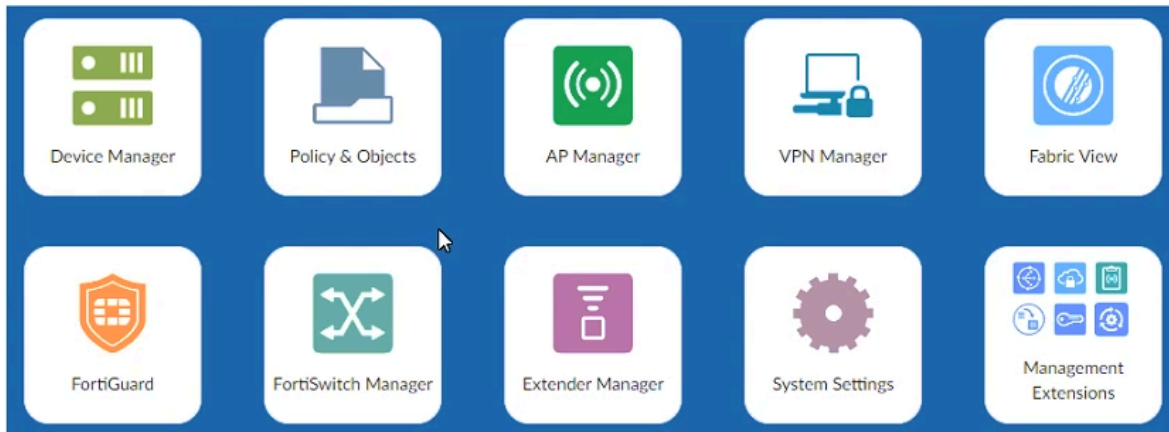 Device Manager
Policy & Objects
AP Manager
VPN Manager
Fabric View
FortiGuard
FortiSwitch Manager
Extender Manager
System Settings
Management
Extensions